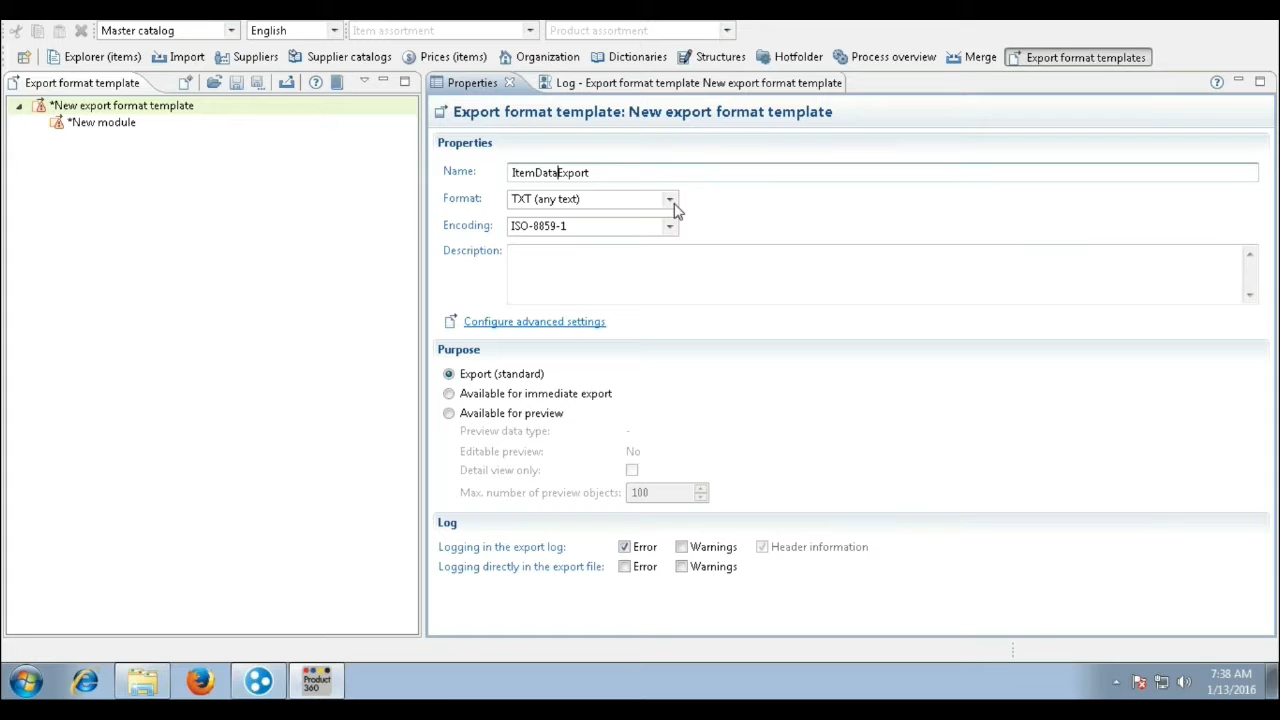 Master catalog English Item assortment Product assortment
Explorer (items) Import Suppliers Supplier catalogs Prices (items) Organization Dictionaries Structures Hotfolder Process overview Merge Export format templates
Export format template
Properties Log - Export format template New export format template
*New export format template
*New module
Export format template: New export format template
Properties
Name: ItemDataExport
Format: TXT (any text)
Encoding: ISO-8859-1
Description:
Configure advanced settings
Purpose
Export (standard)
Available for immediate export
Available for preview
Preview data type: -
Editable preview: No
Detail view only:
Max. number of preview objects: 100
Log
Logging in the export log: Error Warnings Header information
Logging directly in the export file: Error Warnings
Product 360
7:38 AM
1/13/2016